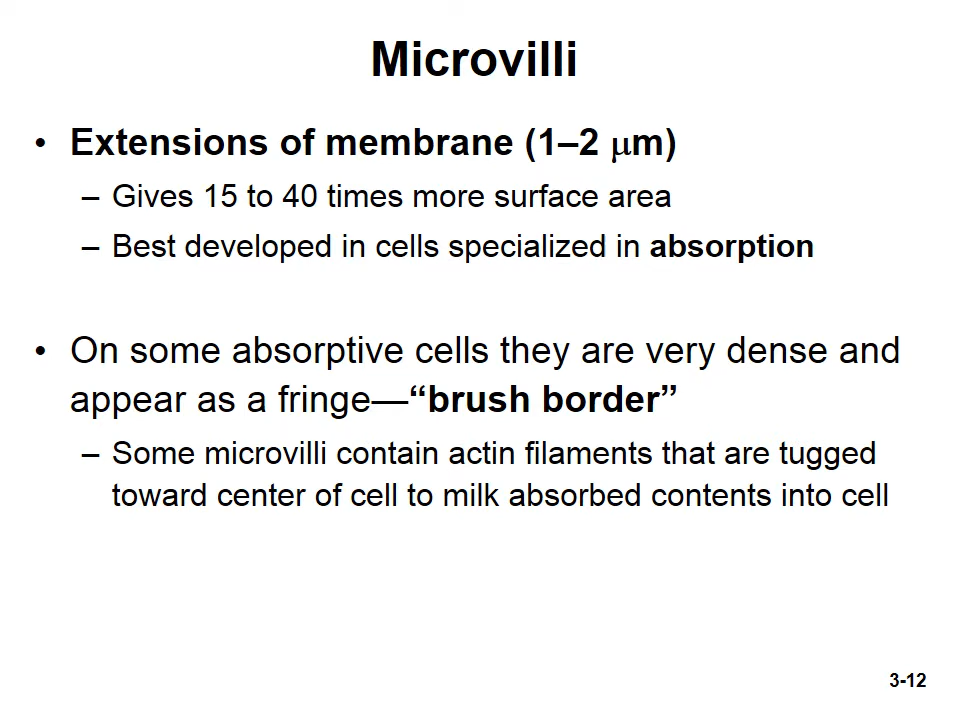 Microvilli
• Extensions of membrane (1–2 μm)
– Gives 15 to 40 times more surface area
– Best developed in cells specialized in absorption
• On some absorptive cells they are very dense and
appear as a fringe—“brush border”
– Some microvilli contain actin filaments that are tugged
toward center of cell to milk absorbed contents into cell
3-12